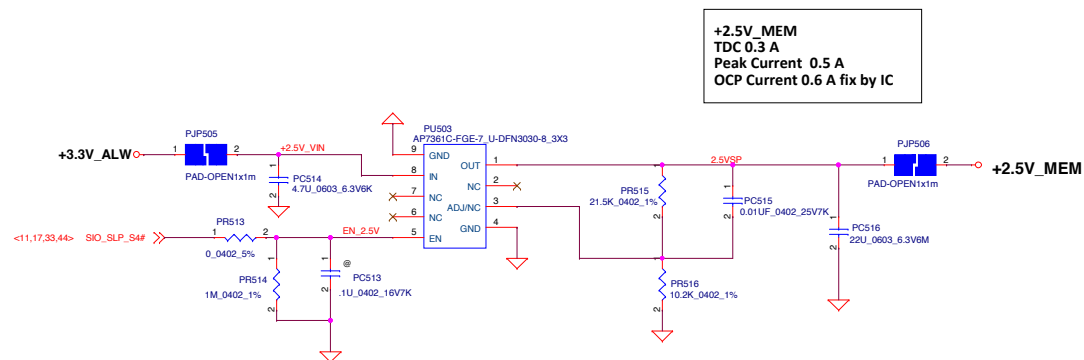 +2.5V_MEM
TDC 0.3 A
Peak Current 0.5 A
OCP Current 0.6 A fix by IC
PU503
AP7361C-FGE-7_U-DFN3030-8_3X3
PJP505
+3.3V_ALW
1
2
PAD-OPEN1x1m
+2.5V_VIN
1
2
PC514
4.7U_0603_6.3V6K
9
GND
8
IN
7
NC
6
NC
5
EN
OUT
1
NC
2
ADJ/NC
3
GND
4
2.5VSP
PJP506
1
2
PAD-OPEN1x1m
+2.5V_MEM
1
2
PR515
21.5K_0402_1%
1
2
PC515
0.01UF_0402_25V7K
1
2
PC516
22U_0603_6.3V6M
<11,17,33,44>
SIO_SLP_S4#
PR513
1
2
0_0402_5%
EN_2.5V
1
2
PR514
1M_0402_1%
@
1
2
PC513
.1U_0402_16V7K
1
2
PR516
10.2K_0402_1%